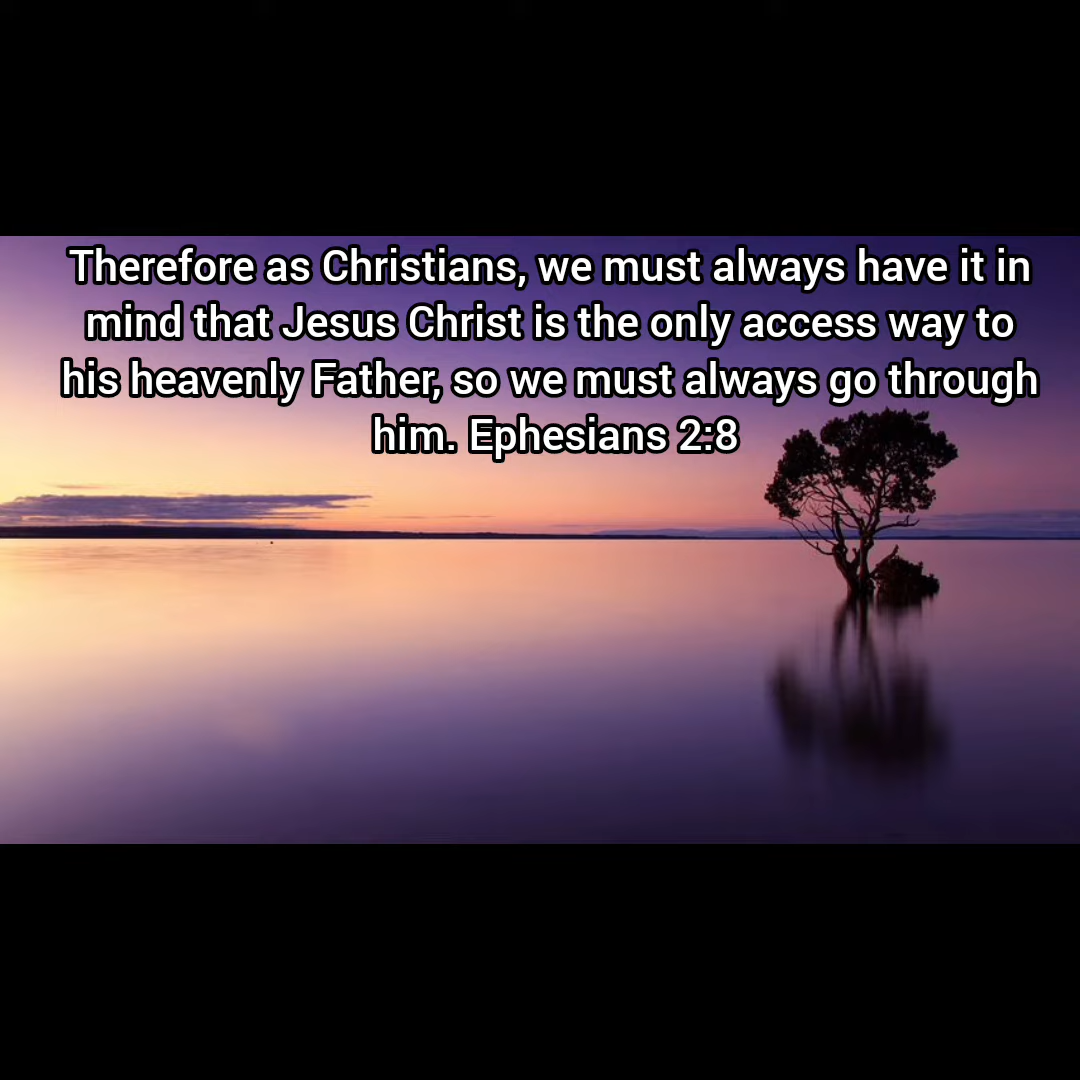 Therefore as Christians, we must always have it in
mind that Jesus Christ is the only access way to
his heavenly Father, so we must always go through
him. Ephesians 2:8